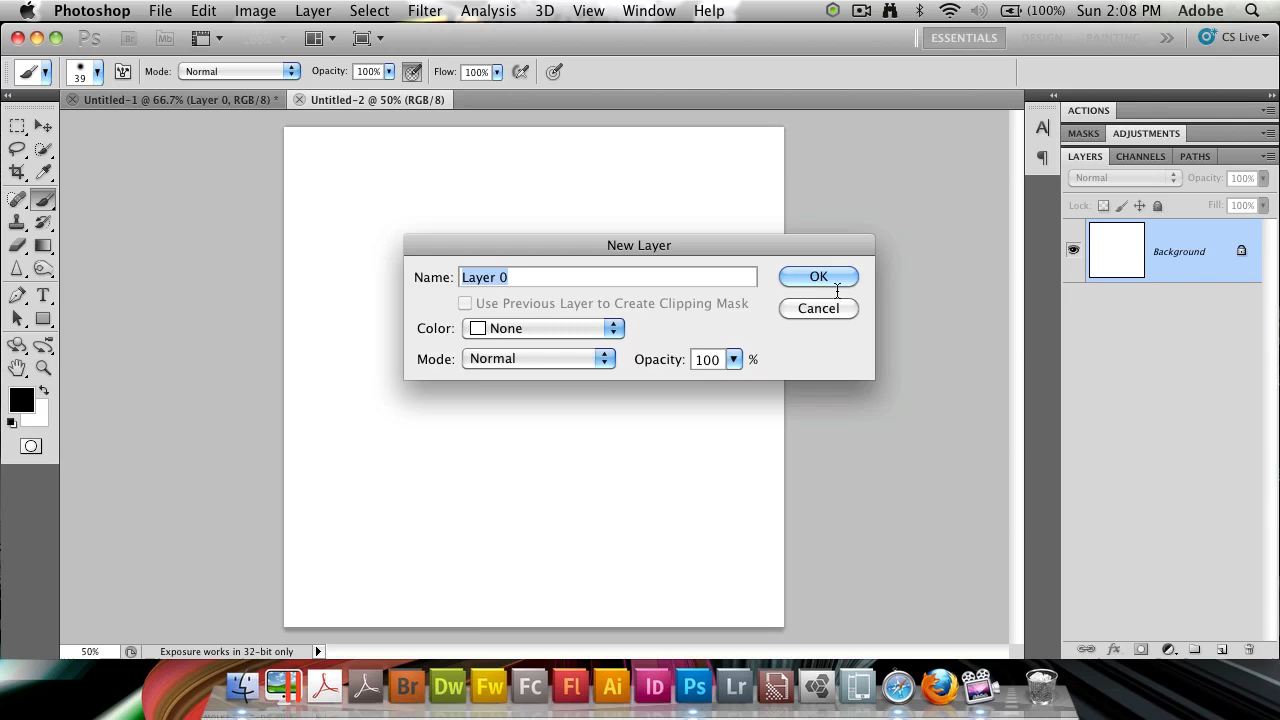 Photoshop File Edit Image Layer Select Filter Analysis 3D View Window Help (100%) Sun 2:08 PM Adobe
Ps Br Mb 100% ESSENTIALS DESIGN PAINTING CS Live
39 Mode: Normal Opacity: 100% Flow: 100%
Untitled-1 @ 66.7% (Layer 0, RGB/8) * Untitled-2 @ 50% (RGB/8)
ACTIONS
MASKS ADJUSTMENTS
LAYERS CHANNELS PATHS
Normal Opacity: 100%
Lock: Fill: 100%
Background
New Layer
Name: Layer 0 OK
Use Previous Layer to Create Clipping Mask
Cancel
Color: None
Mode: Normal Opacity: 100 %
50% Exposure works in 32-bit only
Br Dw Fw Fc Fl Ai Id Ps Lr